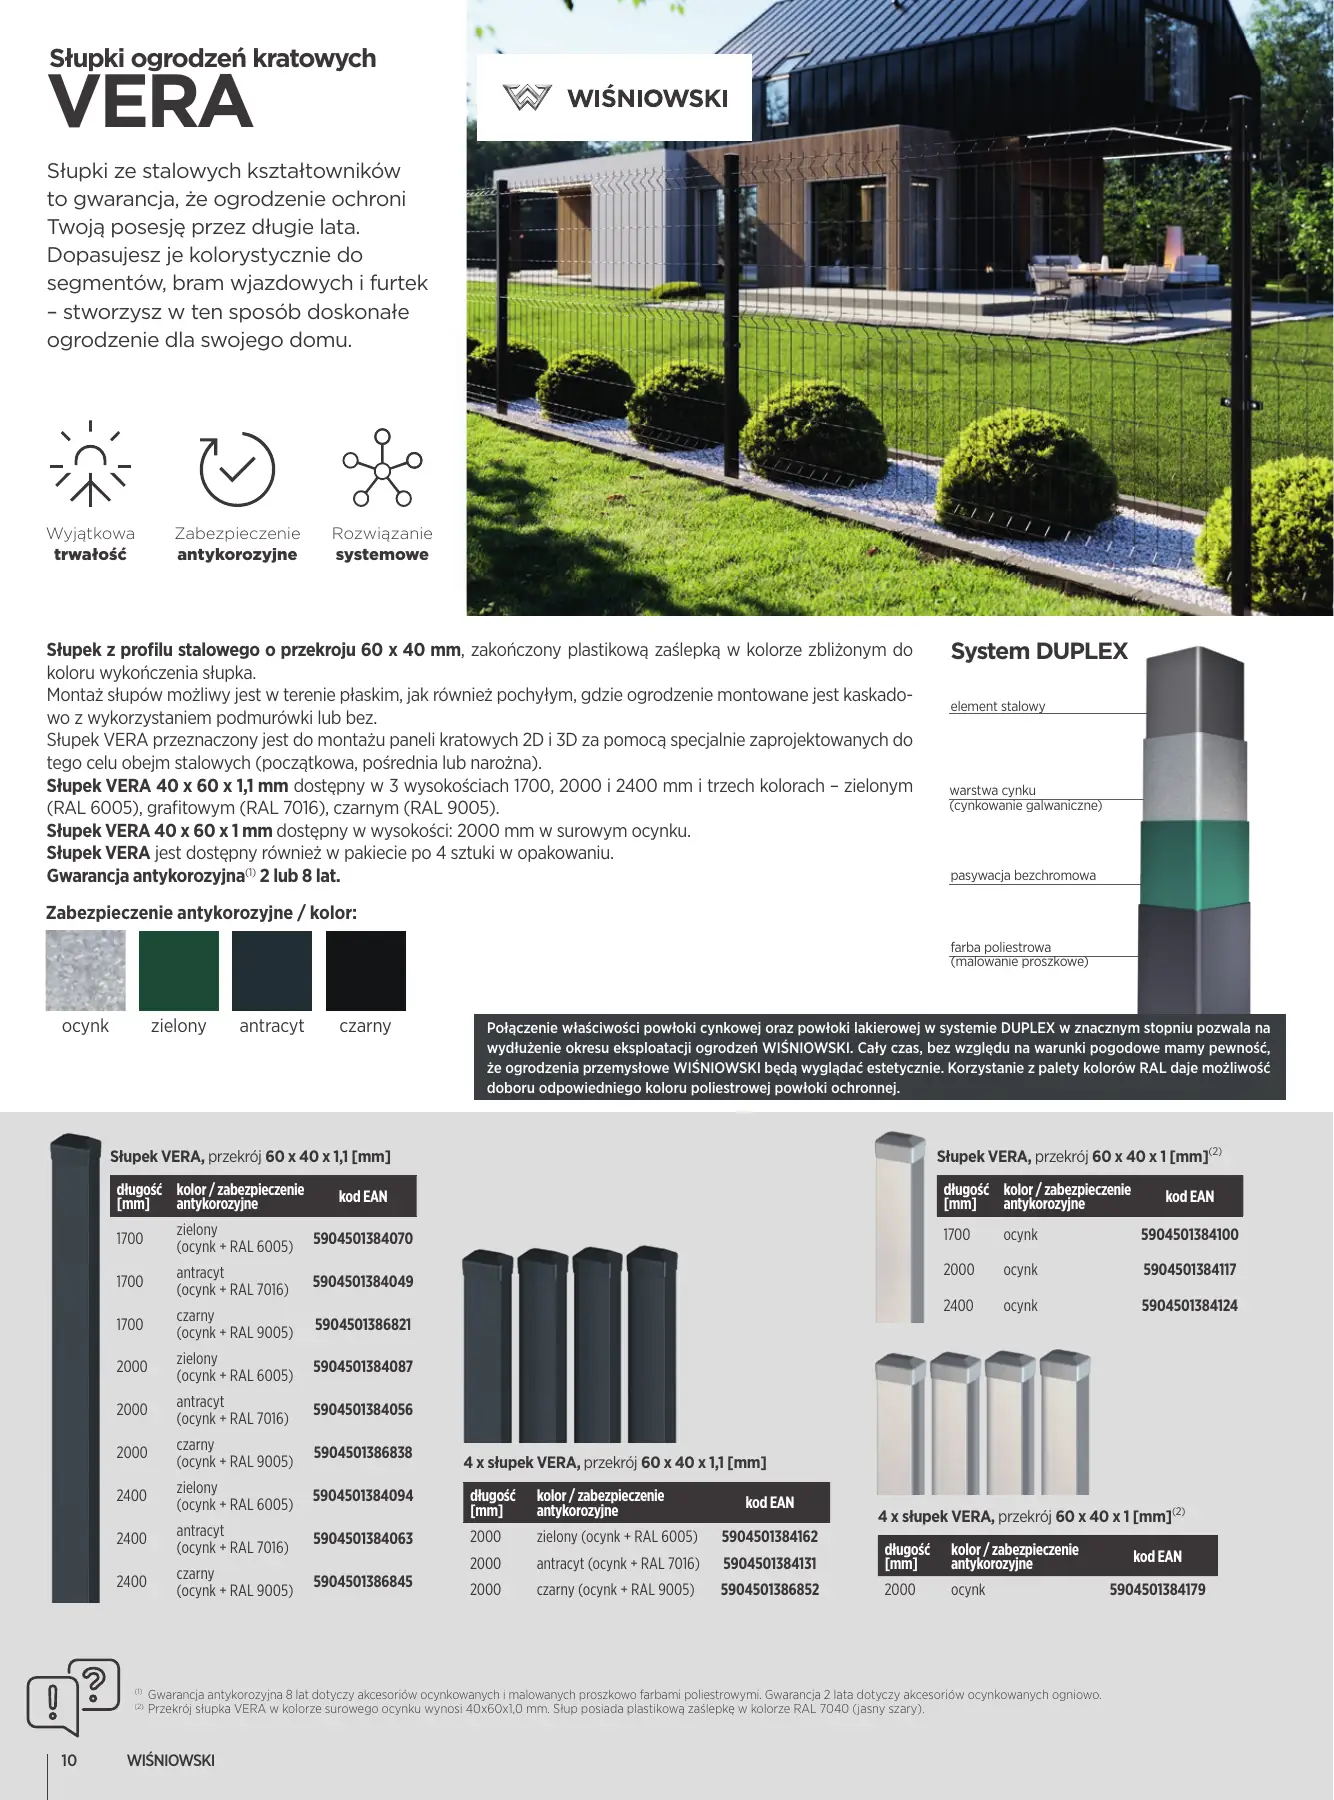 Słupki ogrodzeń kratowych
VERA
WIŚNIOWSKI
Słupki ze stalowych kształtowników
to gwarancja, że ogrodzenie ochroni
Twoją posesję przez długie lata.
Dopasujesz je kolorystycznie do
segmentów, bram wjazdowych i furtek
– stworzysz w ten sposób doskonałe
ogrodzenie dla swojego domu.
Wyjątkowa
trwałość
Zabezpieczenie
antykorozyjne
Rozwiązanie
systemowe
Słupek z profilu stalowego o przekroju 60 x 40 mm, zakończony plastikową zaślepką w kolorze zbliżonym do
koloru wykończenia słupka.
Montaż słupów możliwy jest w terenie płaskim, jak również pochyłym, gdzie ogrodzenie montowane jest kaskado-
wo z wykorzystaniem podmurówki lub bez.
Słupek VERA przeznaczony jest do montażu paneli kratowych 2D i 3D za pomocą specjalnie zaprojektowanych do
tego celu obejm stalowych (początkowa, pośrednia lub narożna).
Słupek VERA 40 x 60 x 1,1 mm dostępny w 3 wysokościach 1700, 2000 i 2400 mm i trzech kolorach – zielonym
(RAL 6005), grafitowym (RAL 7016), czarnym (RAL 9005).
Słupek VERA 40 x 60 x 1 mm dostępny w wysokości: 2000 mm w surowym ocynku.
Słupek VERA jest dostępny również w pakiecie po 4 sztuki w opakowaniu.
Gwarancja antykorozyjna(1) 2 lub 8 lat.
Zabezpieczenie antykorozyjne / kolor:
ocynk zielony antracyt czarny
System DUPLEX
element stalowy
warstwa cynku
(cynkowanie galwaniczne)
pasywacja bezchromowa
farba poliestrowa
(malowanie proszkowe)
Połączenie właściwości powłoki cynkowej oraz powłoki lakierowej w systemie DUPLEX w znacznym stopniu pozwala na
wydłużenie okresu eksploatacji ogrodzeń WIŚNIOWSKI. Cały czas, bez względu na warunki pogodowe mamy pewność,
że ogrodzenia przemysłowe WIŚNIOWSKI będą wyglądać estetycznie. Korzystanie z palety kolorów RAL daje możliwość
doboru odpowiedniego koloru poliestrowej powłoki ochronnej.
Słupek VERA, przekrój 60 x 40 x 1,1 [mm]
długość [mm] kolor / zabezpieczenie antykorozyjne kod EAN
1700 zielony (ocynk + RAL 6005) 5904501384070
1700 antracyt (ocynk + RAL 7016) 5904501384049
1700 czarny (ocynk + RAL 9005) 5904501386821
2000 zielony (ocynk + RAL 6005) 5904501384087
2000 antracyt (ocynk + RAL 7016) 5904501384056
2000 czarny (ocynk + RAL 9005) 5904501386838
2400 zielony (ocynk + RAL 6005) 5904501384094
2400 antracyt (ocynk + RAL 7016) 5904501384063
2400 czarny (ocynk + RAL 9005) 5904501386845
4 x słupek VERA, przekrój 60 x 40 x 1,1 [mm]
długość [mm] kolor / zabezpieczenie antykorozyjne kod EAN
2000 zielony (ocynk + RAL 6005) 5904501384162
2000 antracyt (ocynk + RAL 7016) 5904501384131
2000 czarny (ocynk + RAL 9005) 5904501386852
Słupek VERA, przekrój 60 x 40 x 1 [mm](2)
długość [mm] kolor / zabezpieczenie antykorozyjne kod EAN
1700 ocynk 5904501384100
2000 ocynk 5904501384117
2400 ocynk 5904501384124
4 x słupek VERA, przekrój 60 x 40 x 1 [mm](2)
długość [mm] kolor / zabezpieczenie antykorozyjne kod EAN
2000 ocynk 5904501384179
(1) Gwarancja antykorozyjna 8 lat dotyczy akcesoriów ocynkowanych i malowanych proszkowo farbami poliestrowymi. Gwarancja 2 lata dotyczy akcesoriów ocynkowanych ogniowo.
(2) Przekrój słupka VERA w kolorze surowego ocynku wynosi 40x60x1,0 mm. Słup posiada plastikową zaślepkę w kolorze RAL 7040 (jasny szary).
10 WIŚNIOWSKI